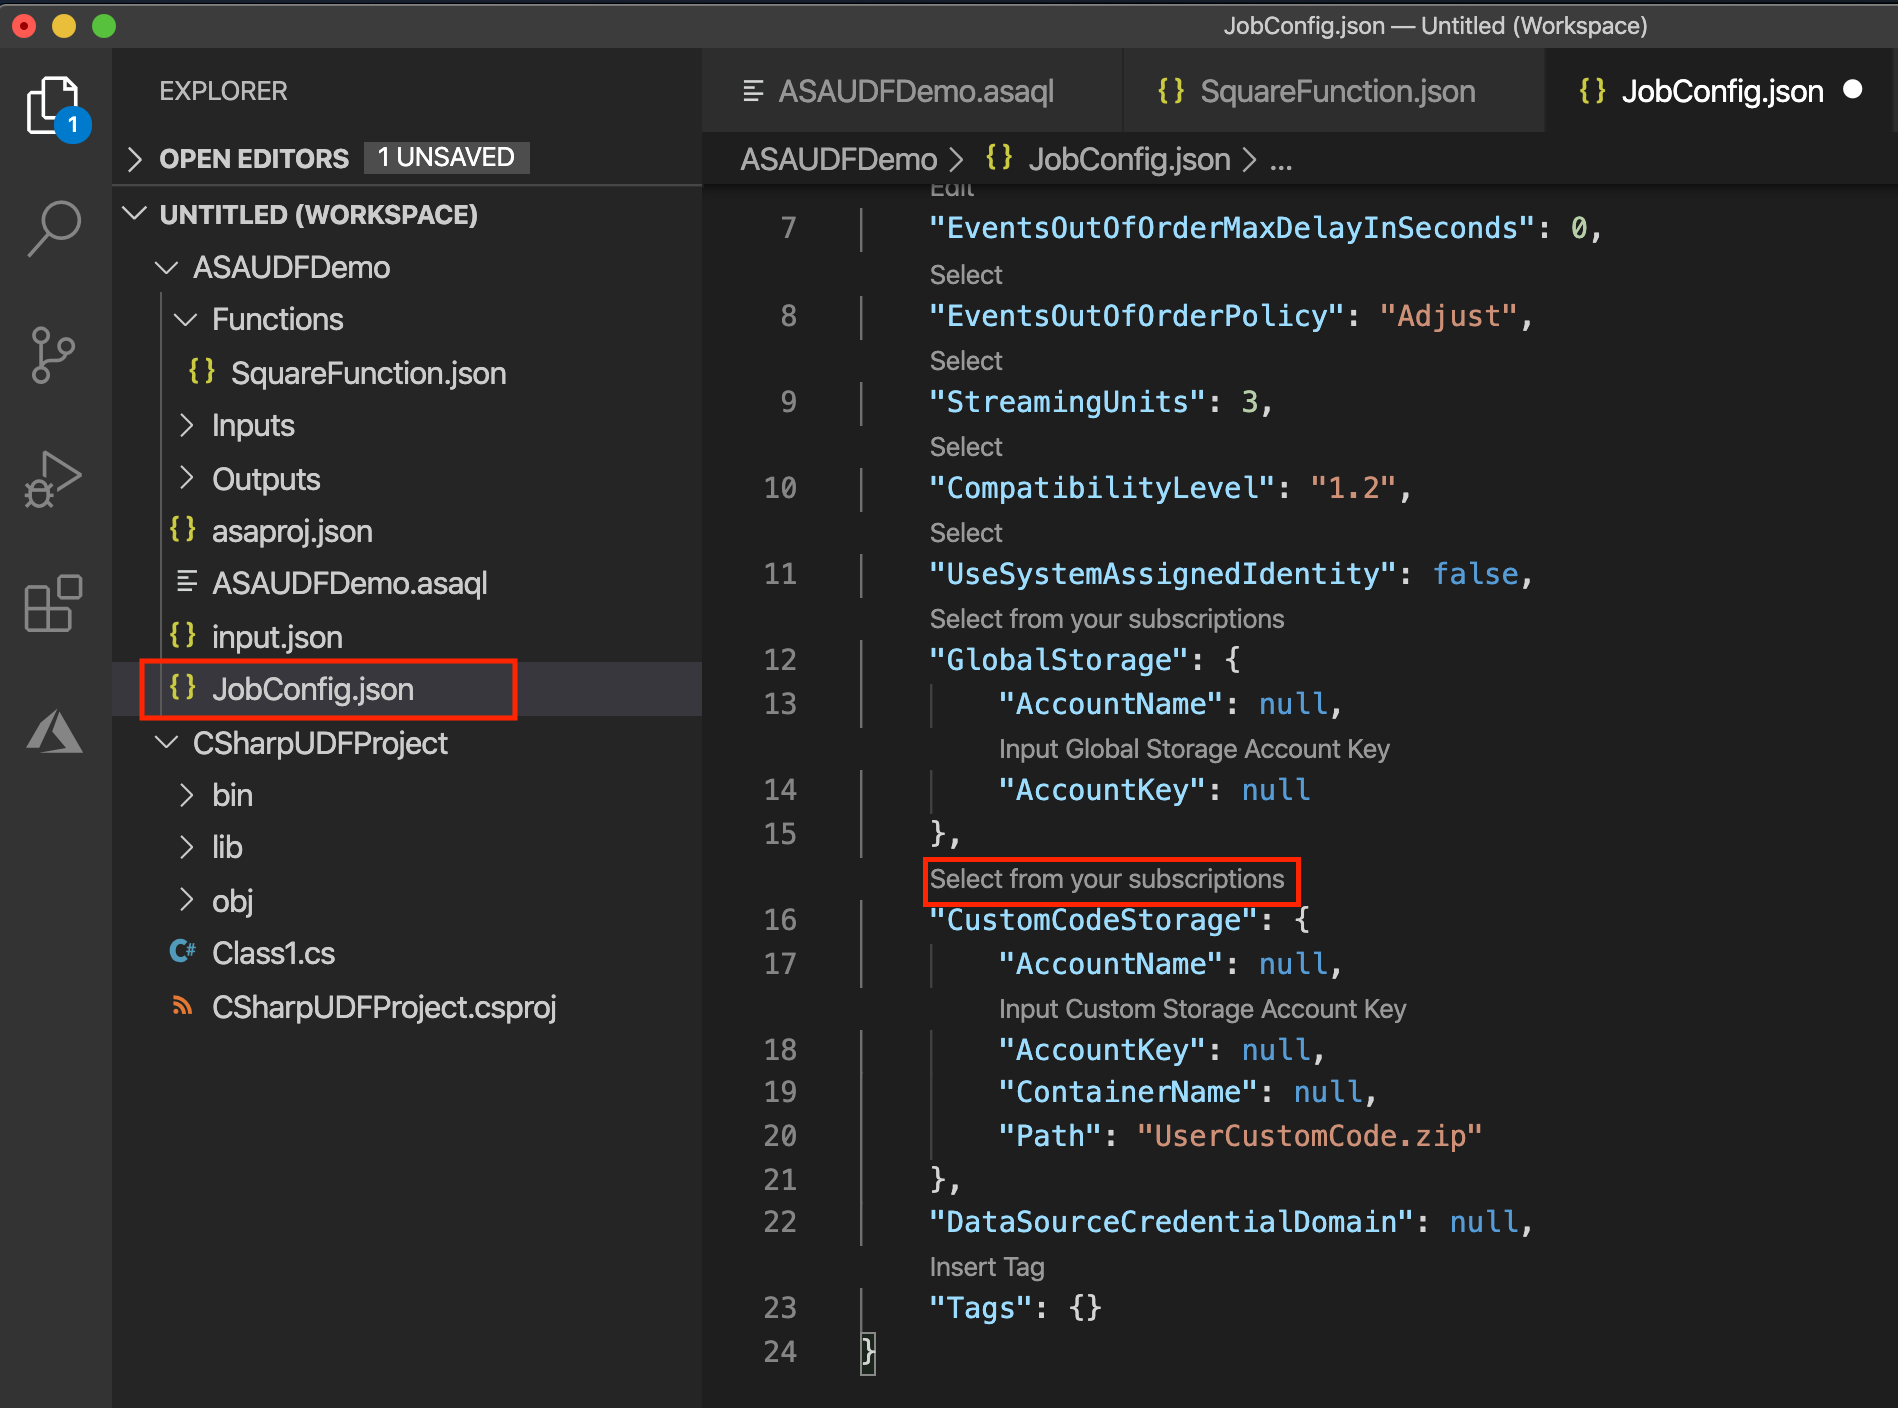 JobConfig.json — Untitled (Workspace)
1
EXPLORER
OPEN EDITORS 1 UNSAVED
UNTITLED (WORKSPACE)
ASAUDFDemo
Functions
{} SquareFunction.json
Inputs
Outputs
{} asaproj.json
ASAUDFDemo.asaql
{} input.json
{} JobConfig.json
CSharpUDFProject
bin
lib
obj
C# Class1.cs
CSharpUDFProject.csproj
ASAUDFDemo.asaql {} SquareFunction.json {} JobConfig.json
ASAUDFDemo > {} JobConfig.json > ...
Edit
7 "EventsOutOfOrderMaxDelayInSeconds": 0,
Select
8 "EventsOutOfOrderPolicy": "Adjust",
Select
9 "StreamingUnits": 3,
Select
10 "CompatibilityLevel": "1.2",
Select
11 "UseSystemAssignedIdentity": false,
Select from your subscriptions
12 "GlobalStorage": {
13 "AccountName": null,
Input Global Storage Account Key
14 "AccountKey": null
15 },
Select from your subscriptions
16 "CustomCodeStorage": {
17 "AccountName": null,
Input Custom Storage Account Key
18 "AccountKey": null,
19 "ContainerName": null,
20 "Path": "UserCustomCode.zip"
21 },
22 "DataSourceCredentialDomain": null,
Insert Tag
23 "Tags": {}
24 }